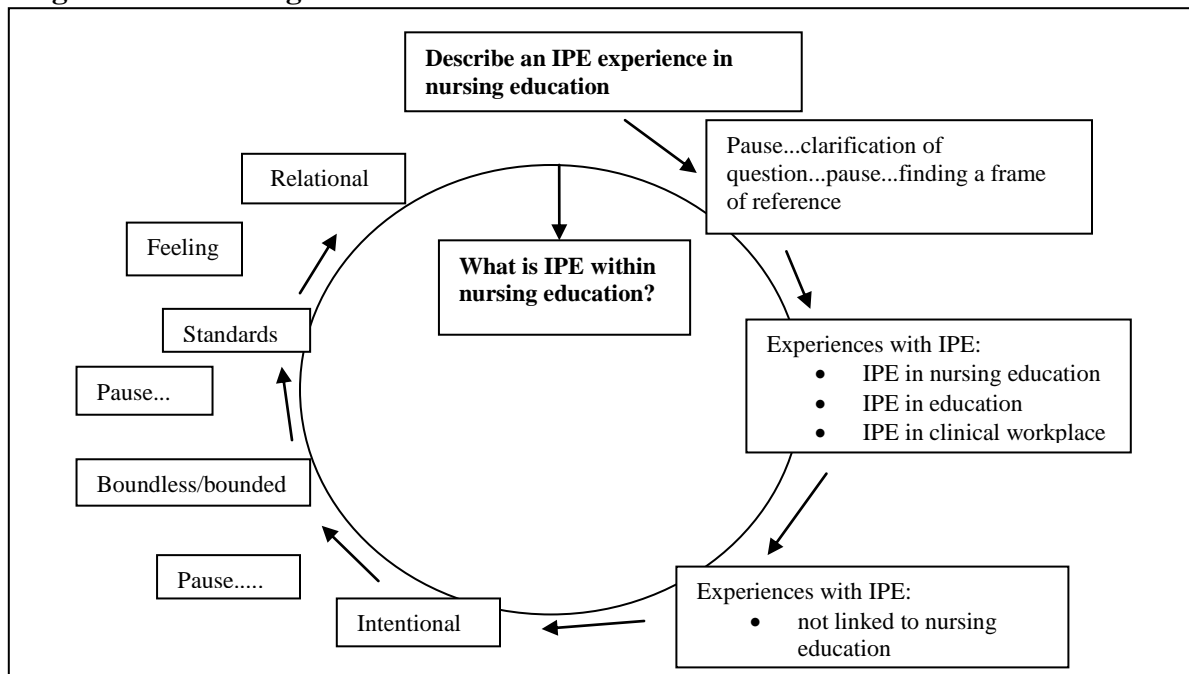 Describe an IPE experience in
nursing education
Pause...clarification of
question...pause...finding a frame
of reference
Relational
Feeling
What is IPE within
nursing education?
Standards
Experiences with IPE:
• IPE in nursing education
• IPE in education
• IPE in clinical workplace
Pause...
Boundless/bounded
Pause.....
Experiences with IPE:
• not linked to nursing
education
Intentional